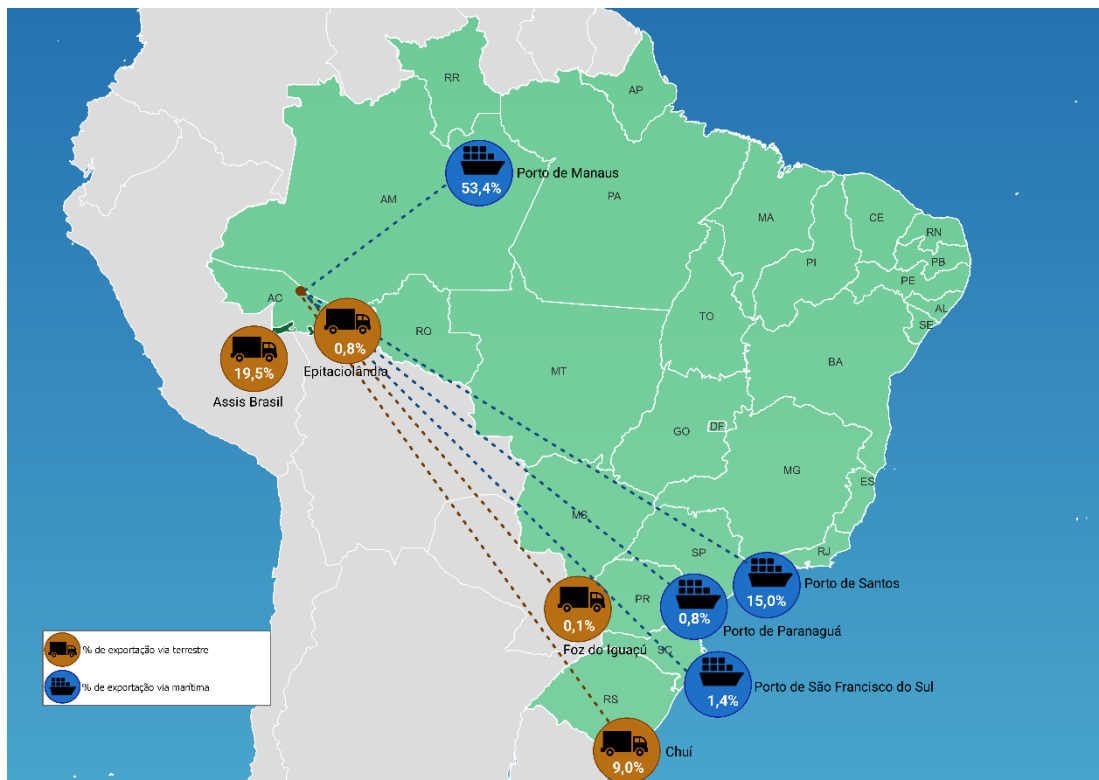 RR
AP
Porto de Manaus
53,4%
AM
PA
MA
CE
RN
PB
PI
PE
AL
SE
AC
TO
RO
BA
0,8%
Epitaciolândia
19,5%
Assis Brasil
MT
GO
DF
MG
ES
MS
SP
RJ
Porto de Santos
15,0%
PR
0,1%
Foz do Iguaçú
0,8%
Porto de Paranaguá
SC
% de exportação via terrestre
% de exportação via marítima
Porto de São Francisco do Sul
1,4%
RS
Chuí
9,0%